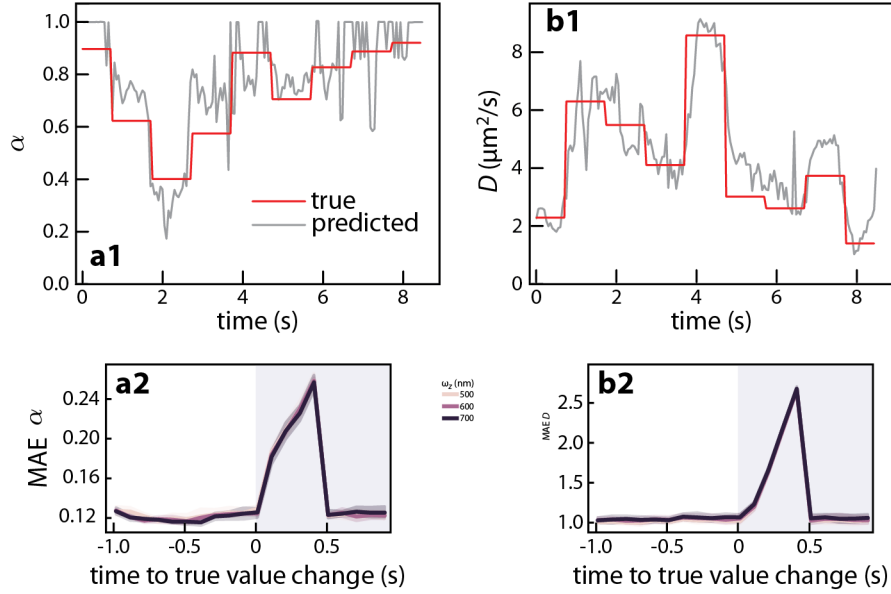 a1
1.0
0.8
0.6
0.4
0.2
0.0
α
true
predicted
0 2 4 6 8
time (s)
b1
8
6
4
2
0
D (μm²/s)
0 2 4 6 8
time (s)
a2
0.24
0.20
0.16
0.12
MAE α
-1.0 -0.5 0 0.5
time to true value change (s)
ω_z (nm)
500
600
700
b2
2.5
2.0
1.5
1.0
MAE D
-1.0 -0.5 0 0.5
time to true value change (s)